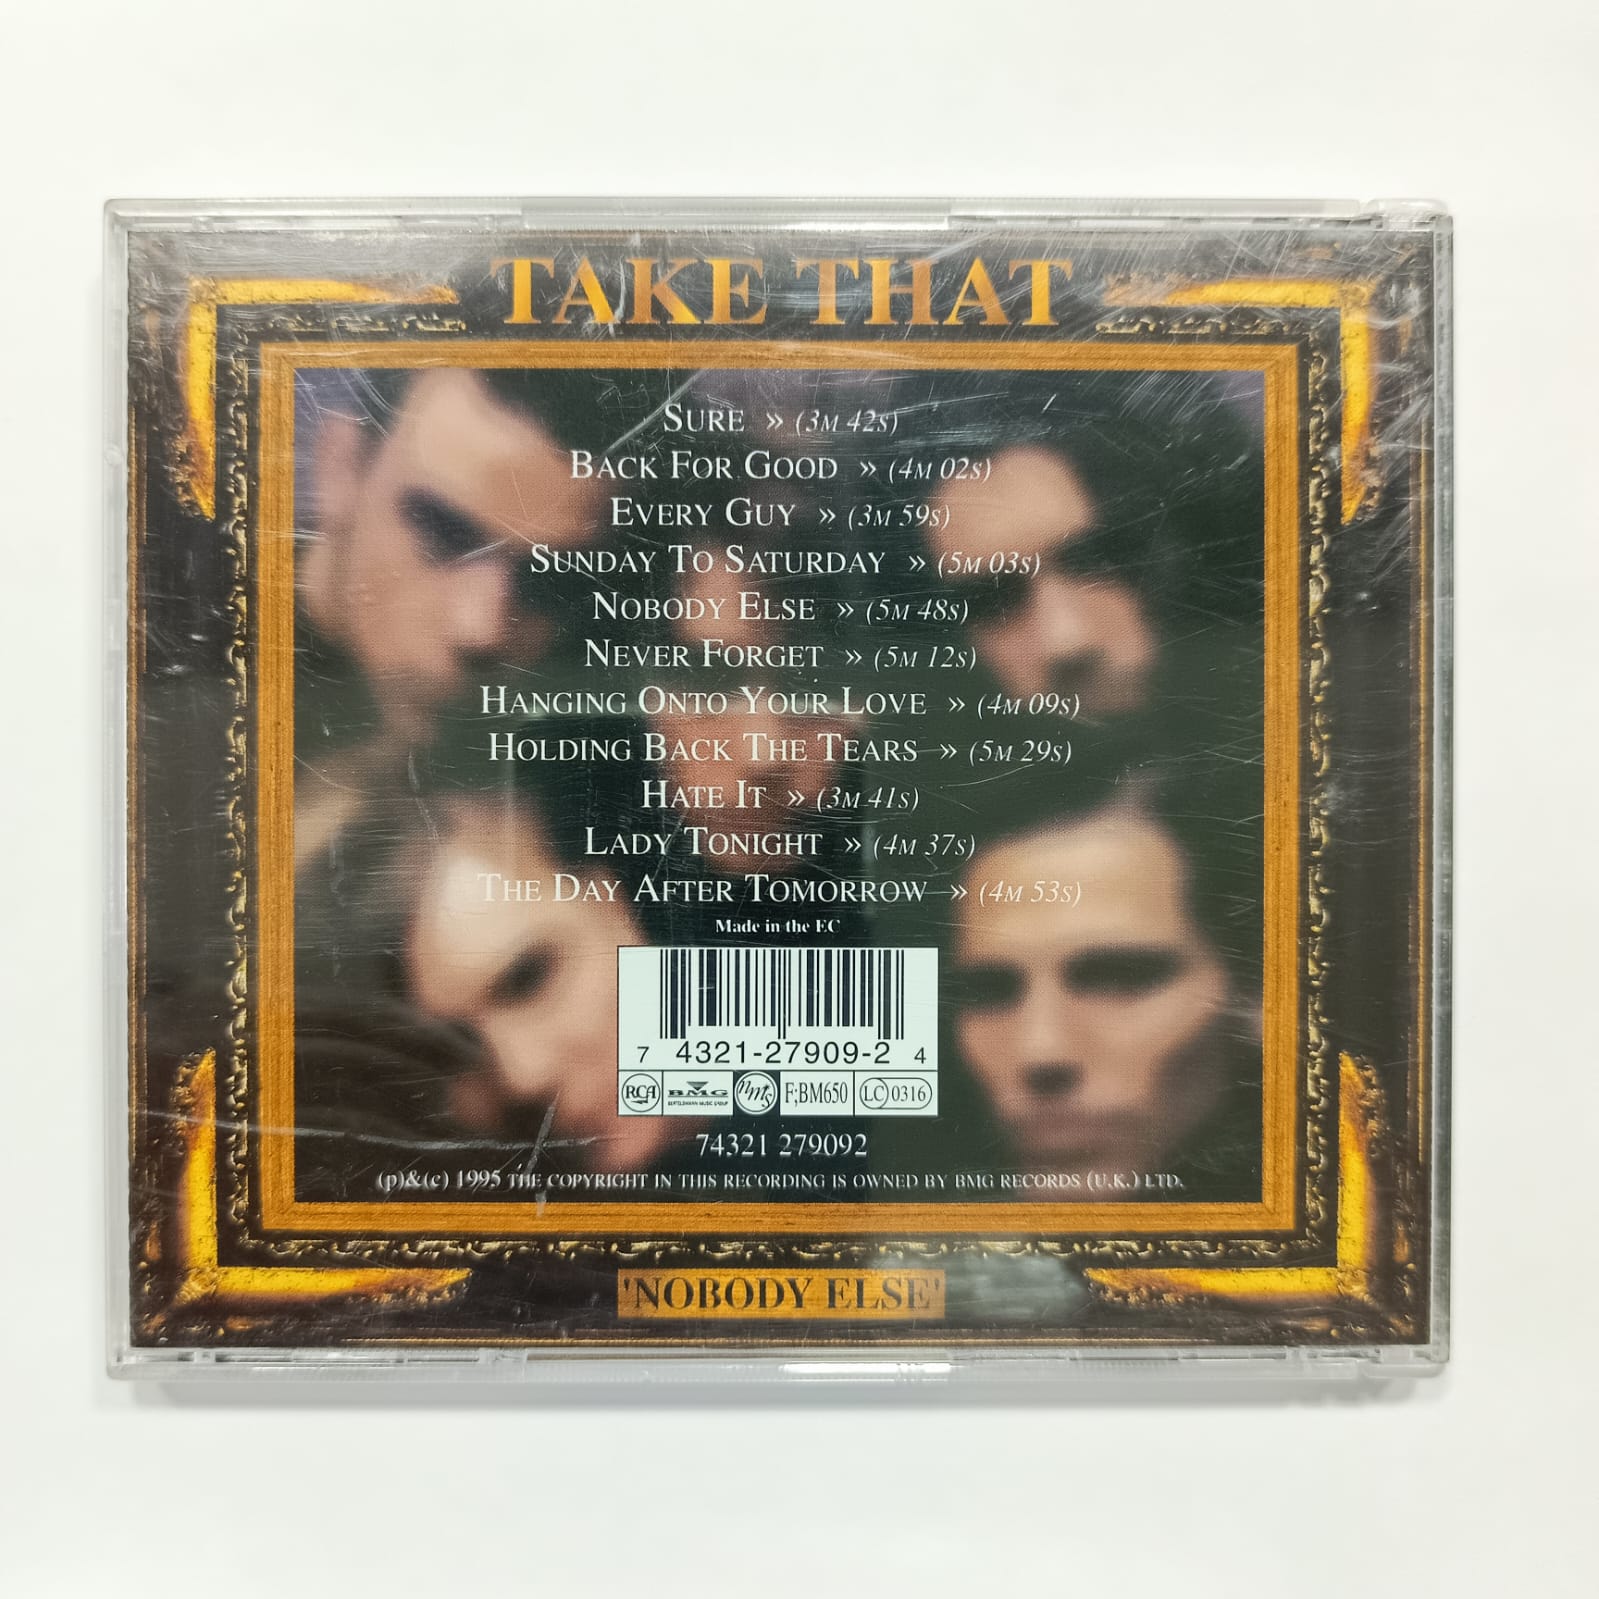 TAKE THAT
SURE » (3M 42S)
BACK FOR GOOD » (4M 02S)
EVERY GUY » (3M 59S)
SUNDAY TO SATURDAY » (5M 03S)
NOBODY ELSE » (5M 48S)
NEVER FORGET » (5M 12S)
HANGING ONTO YOUR LOVE » (4M 09S)
HOLDING BACK THE TEARS » (5M 29S)
HATE IT » (3M 41S)
LADY TONIGHT » (4M 37S)
THE DAY AFTER TOMORROW » (4M 53S)
Made in the EC
7 4321-27909-2 4
RCA BMG BERTELSMANN MUSIC GROUP nms F;BM650 LC 0316
74321 279092
(p)&(c) 1995 THE COPYRIGHT IN THIS RECORDING IS OWNED BY BMG RECORDS (U.K.) LTD.
'NOBODY ELSE'